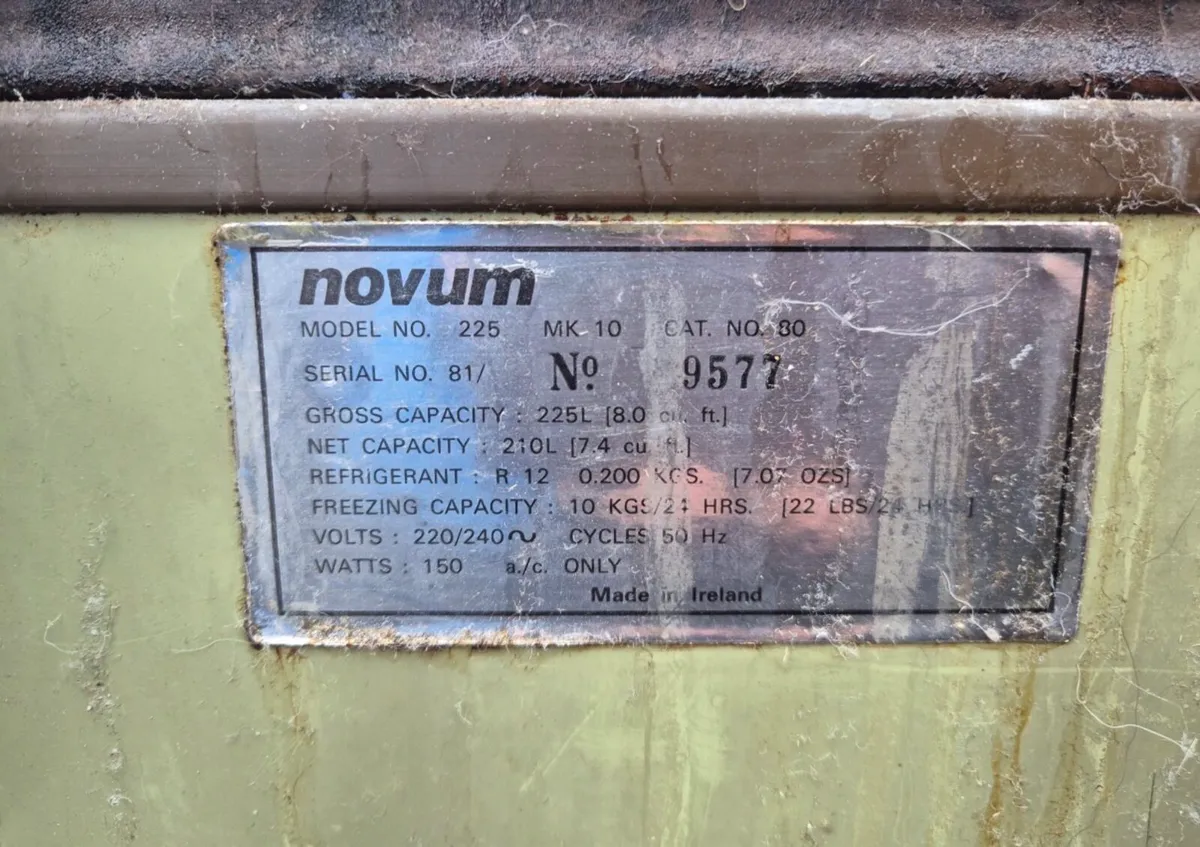 novum
MODEL NO. 225 MK 10 CAT. NO. 80
SERIAL NO. 81/ Nº 9577
GROSS CAPACITY : 225L [8.0 cu. ft.]
NET CAPACITY : 210L [7.4 cu ft.]
REFRIGERANT : R 12 0.200 KGS. [7.07 OZS]
FREEZING CAPACITY : 10 KGS/24 HRS. [22 LBS/24 HRS.]
VOLTS : 220/240∿ CYCLES 50 Hz
WATTS : 150 a./c. ONLY
Made in Ireland